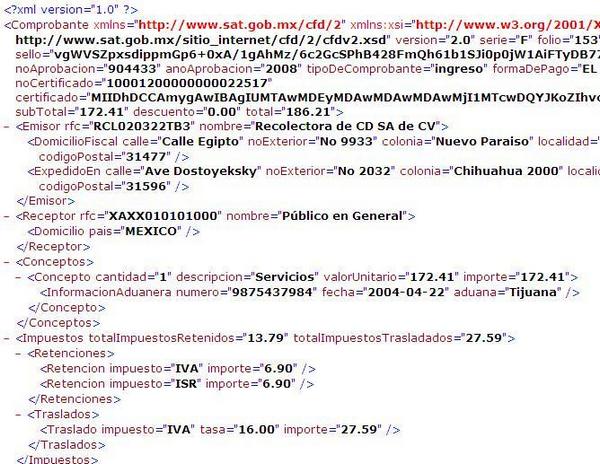 <?xml version="1.0" ?>
- <Comprobante xmlns="http://www.sat.gob.mx/cfd/2" xmlns:xsi="http://www.w3.org/2001/X
http://www.sat.gob.mx/sitio_internet/cfd/2/cfdv2.xsd" version="2.0" serie="F" folio="153"
sello="vgWVSZpxsdippmGp6+0xA/1gAhMz/6c2GcSPhB428FmQh61b1SJi0p0jW1AiFTyDB77
noAprobacion="904433" anoAprobacion="2008" tipoDeComprobante="ingreso" formaDePago="EL
noCertificado="10001200000000022517"
certificado="MIIDhDCCAmygAwIBAgIUMTAwMDEyMDAwMDAwMDAwMjI1MTcwDQYJKoZIhvc
subTotal="172.41" descuento="0.00" total="186.21">
- <Emisor rfc="RCL020322TB3" nombre="Recolectora de CD SA de CV">
<DomicilioFiscal calle="Calle Egipto" noExterior="No 9933" colonia="Nuevo Paraiso" localidad="
codigoPostal="31477" />
<ExpedidoEn calle="Ave Dostoyeksky" noExterior="No 2032" colonia="Chihuahua 2000" locali
codigoPostal="31596" />
</Emisor>
- <Receptor rfc="XAXX010101000" nombre="Público en General">
<Domicilio pais="MEXICO" />
</Receptor>
- <Conceptos>
- <Concepto cantidad="1" descripcion="Servicios" valorUnitario="172.41" importe="172.41">
<InformacionAduanera numero="9875437984" fecha="2004-04-22" aduana="Tijuana" />
</Concepto>
</Conceptos>
- <Impuestos totalImpuestosRetenidos="13.79" totalImpuestosTrasladados="27.59">
- <Retenciones>
<Retencion impuesto="IVA" importe="6.90" />
<Retencion impuesto="ISR" importe="6.90" />
</Retenciones>
- <Traslados>
<Traslado impuesto="IVA" tasa="16.00" importe="27.59" />
</Traslados>
</Impuestos>